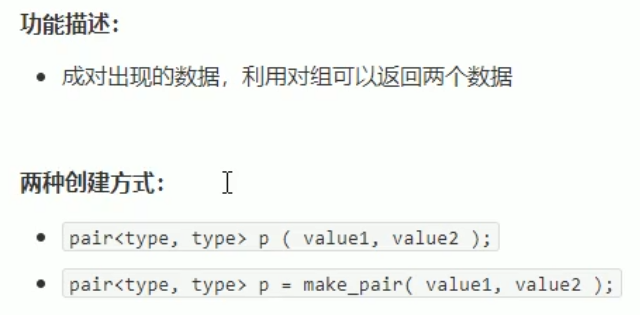 功能描述：
成对出现的数据，利用对组可以返回两个数据
两种创建方式：
pair<type, type> p ( value1, value2 );
pair<type, type> p = make_pair( value1, value2 );